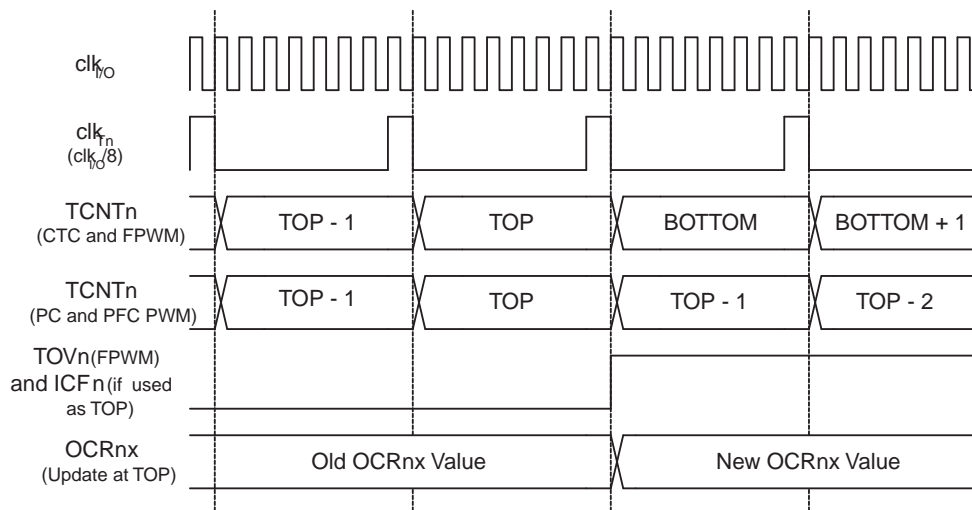 clkI/O
clkTn
(clkI/O/8)
TCNTn
(CTC and FPWM)
TOP - 1
TOP
BOTTOM
BOTTOM + 1
TCNTn
(PC and PFC PWM)
TOP - 1
TOP
TOP - 1
TOP - 2
TOVn(FPWM)
and ICFn(if used
as TOP)
OCRnx
(Update at TOP)
Old OCRnx Value
New OCRnx Value